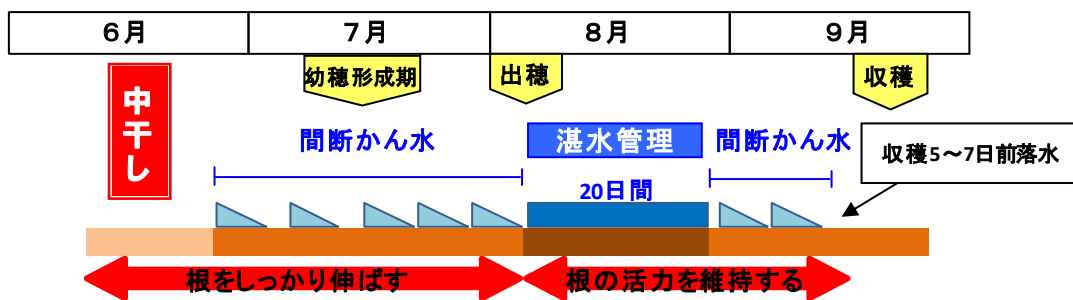 ６月 ７月 ８月 ９月
幼穂形成期 出穂 収穫
中干し
間断かん水 湛水管理 間断かん水
収穫5～7日前落水
20日間
根をしっかり伸ばす 根の活力を維持する